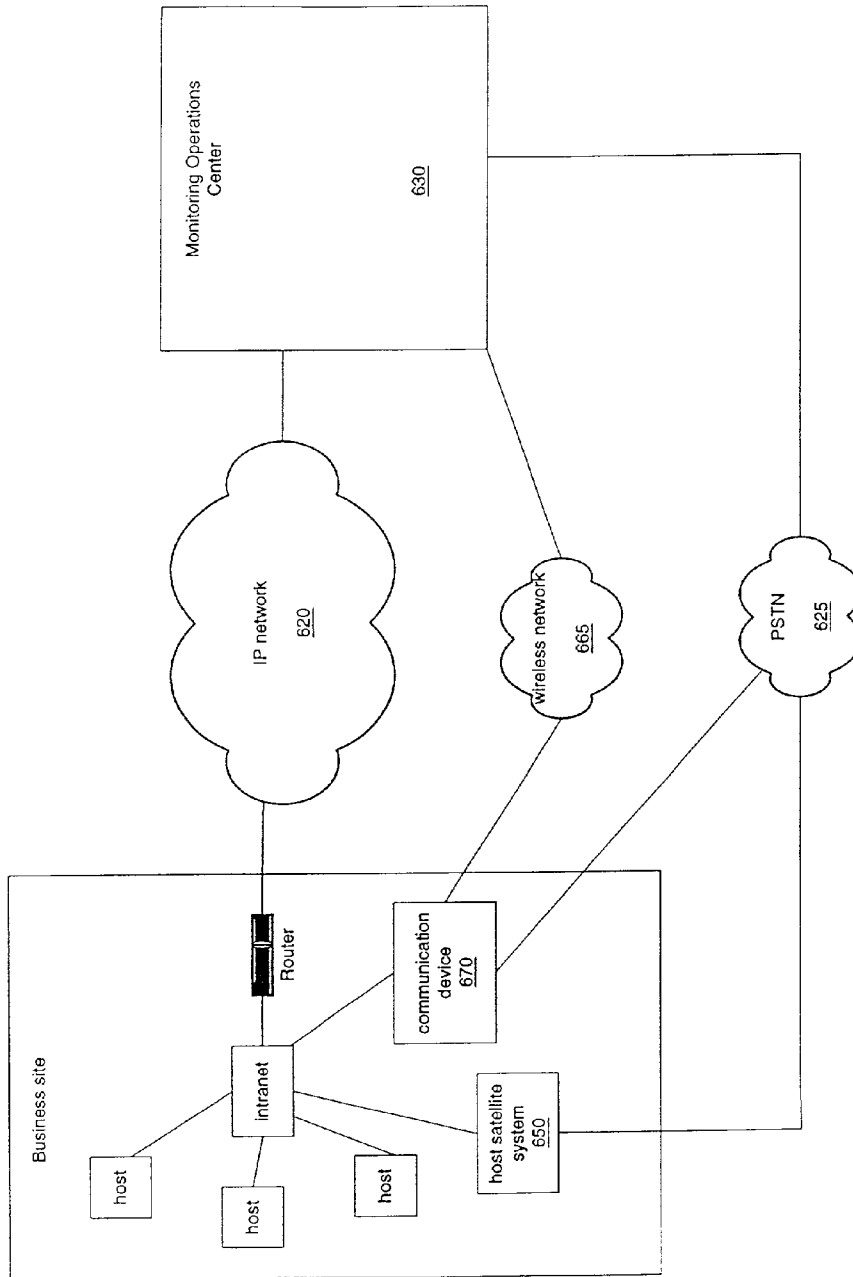 Business site
host
host
host
intranet
Router
host satellite
system
650
communication
device
670
IP network
620
wireless network
665
PSTN
625
Monitoring Operations
Center
630